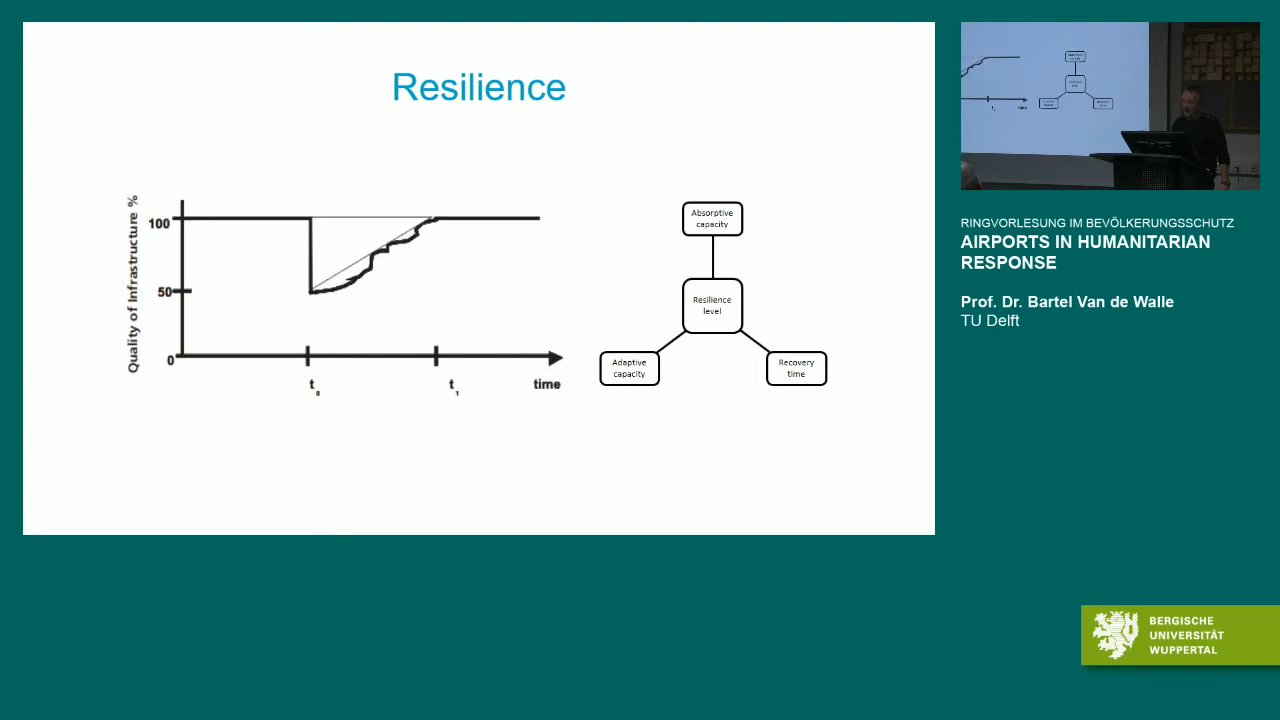 Resilience
Quality of Infrastructure %
100
50
0
t0
t1
time
Absorptive
capacity
Resilience
level
Adaptive
capacity
Recovery
time
RINGVORLESUNG IM BEVÖLKERUNGSSCHUTZ
AIRPORTS IN HUMANITARIAN
RESPONSE
Prof. Dr. Bartel Van de Walle
TU Delft
BERGISCHE
UNIVERSITÄT
WUPPERTAL